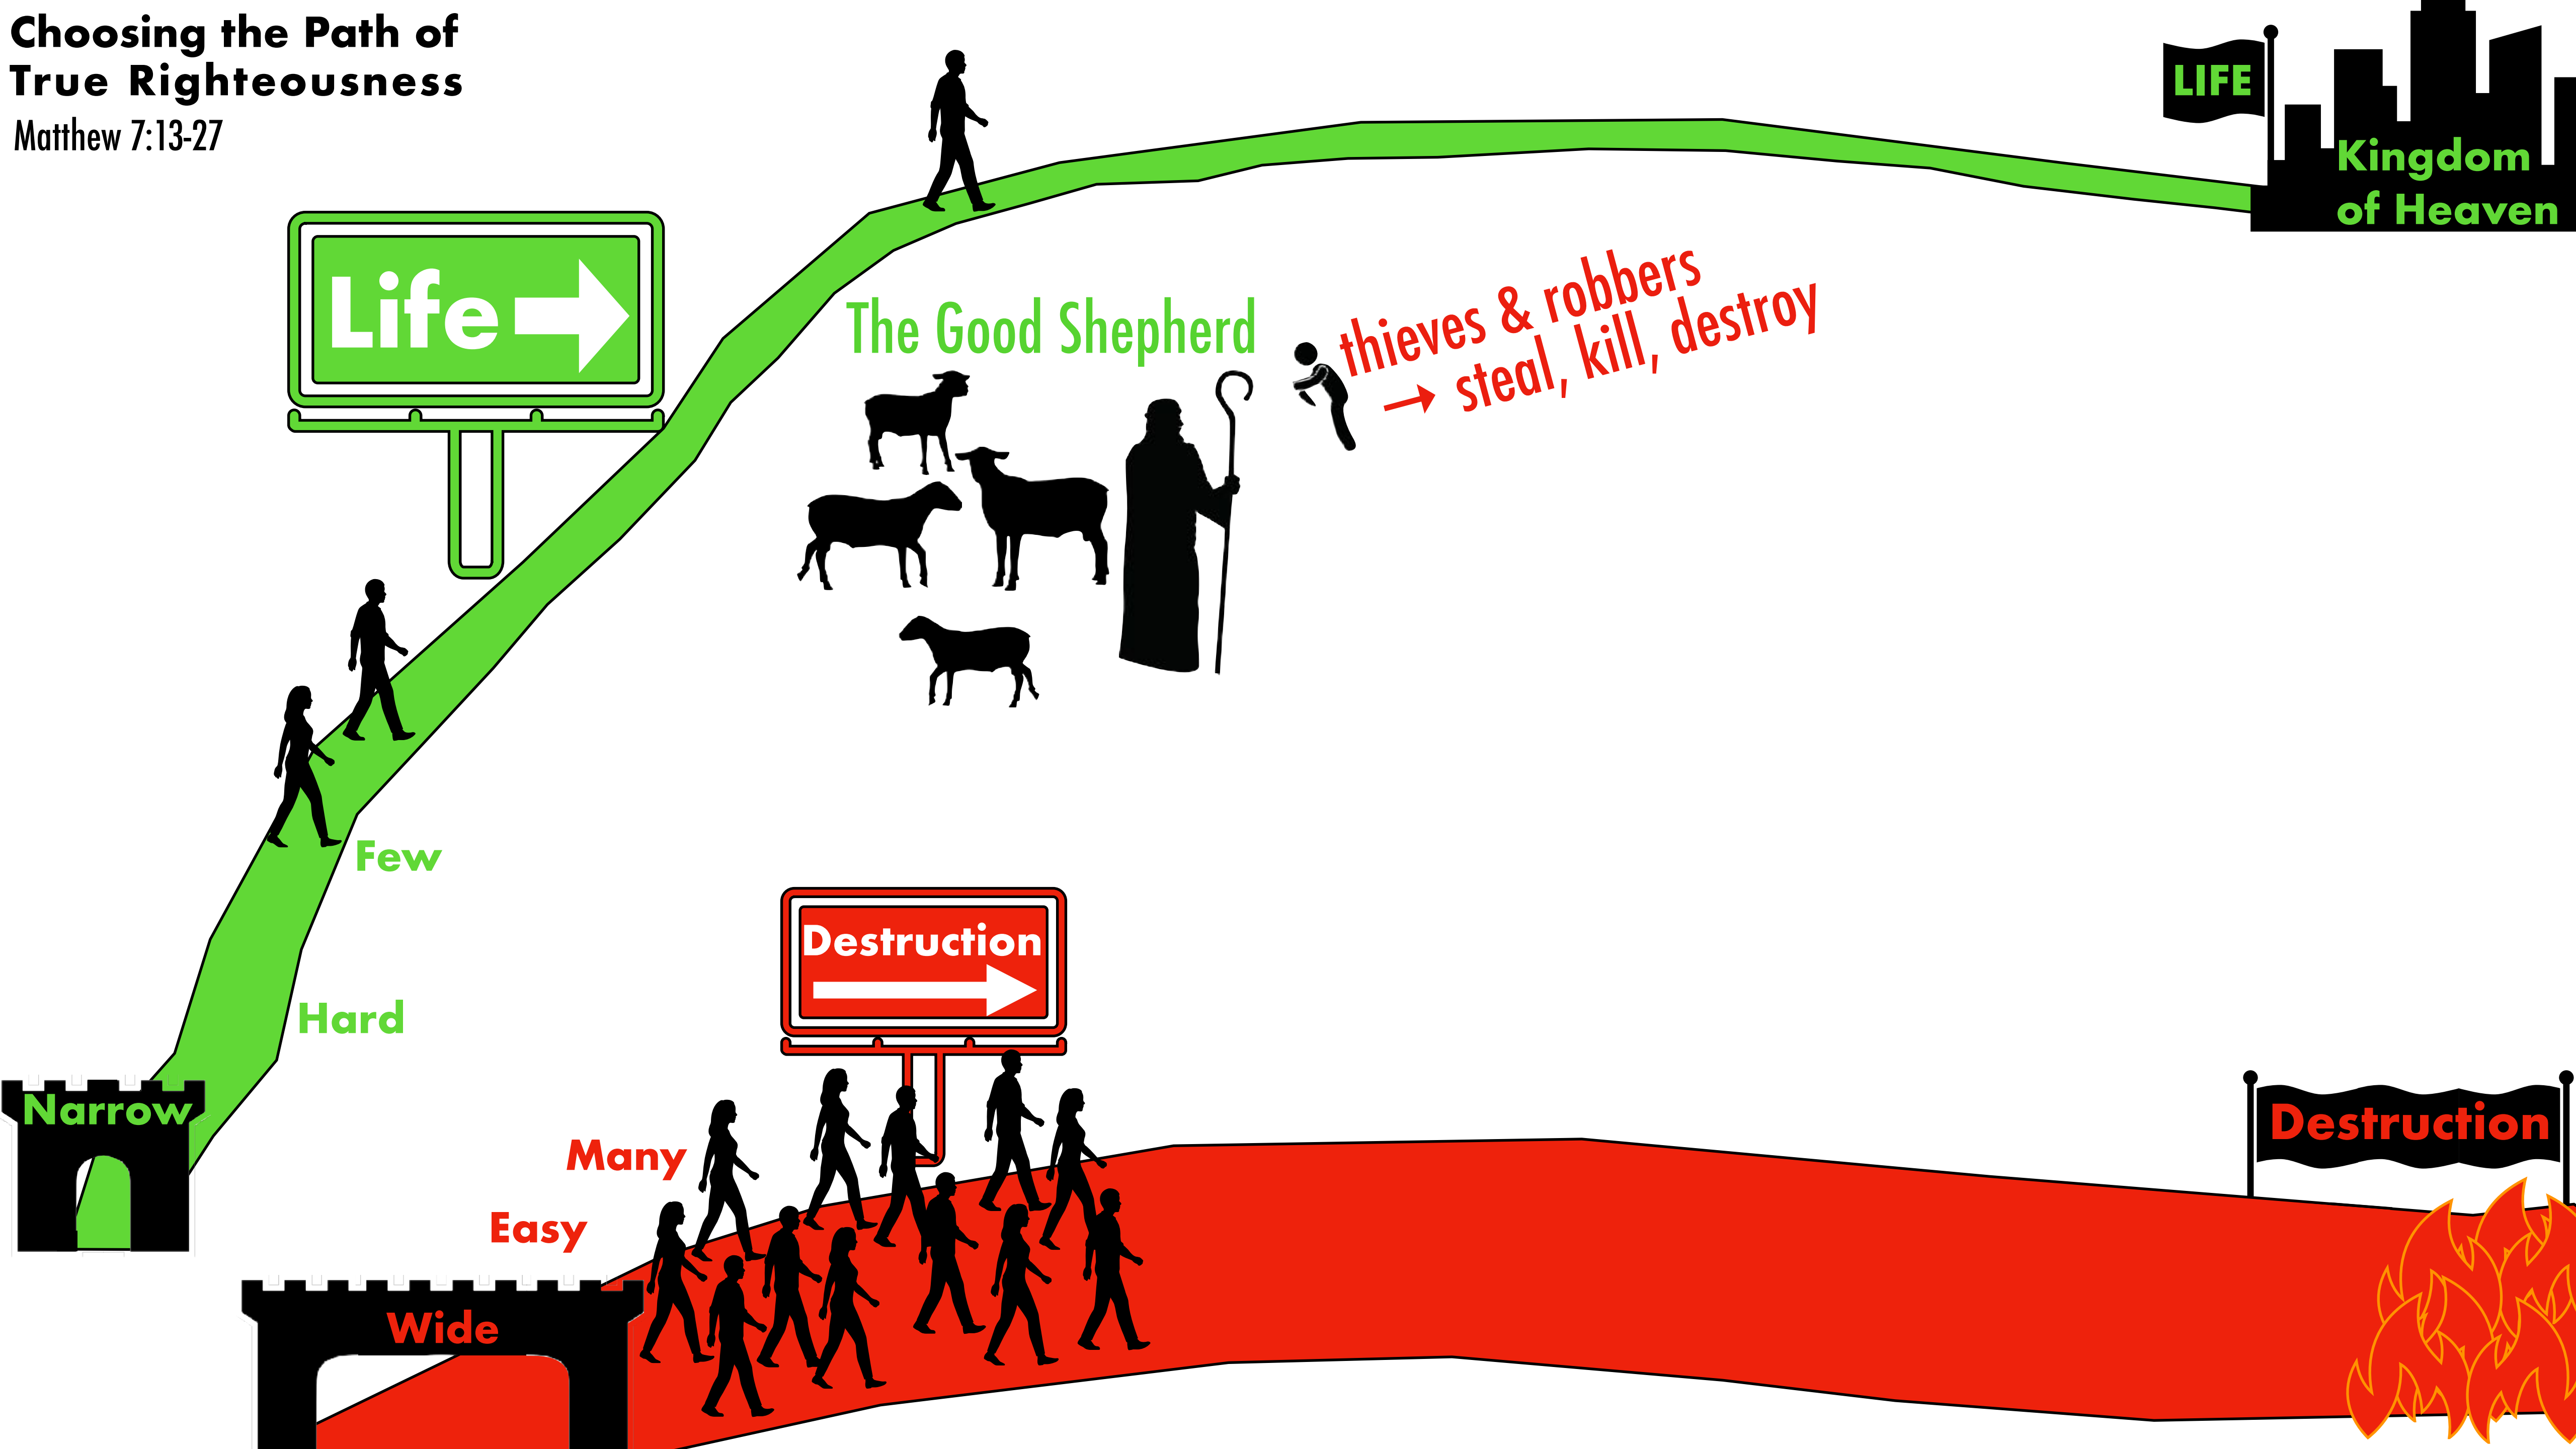 Choosing the Path of
True Righteousness
Matthew 7:13-27
LIFE
Kingdom
of Heaven
Life
The Good Shepherd
thieves & robbers
→ steal, kill, destroy
Few
Destruction
Hard
Narrow
Many
Easy
Destruction
Wide